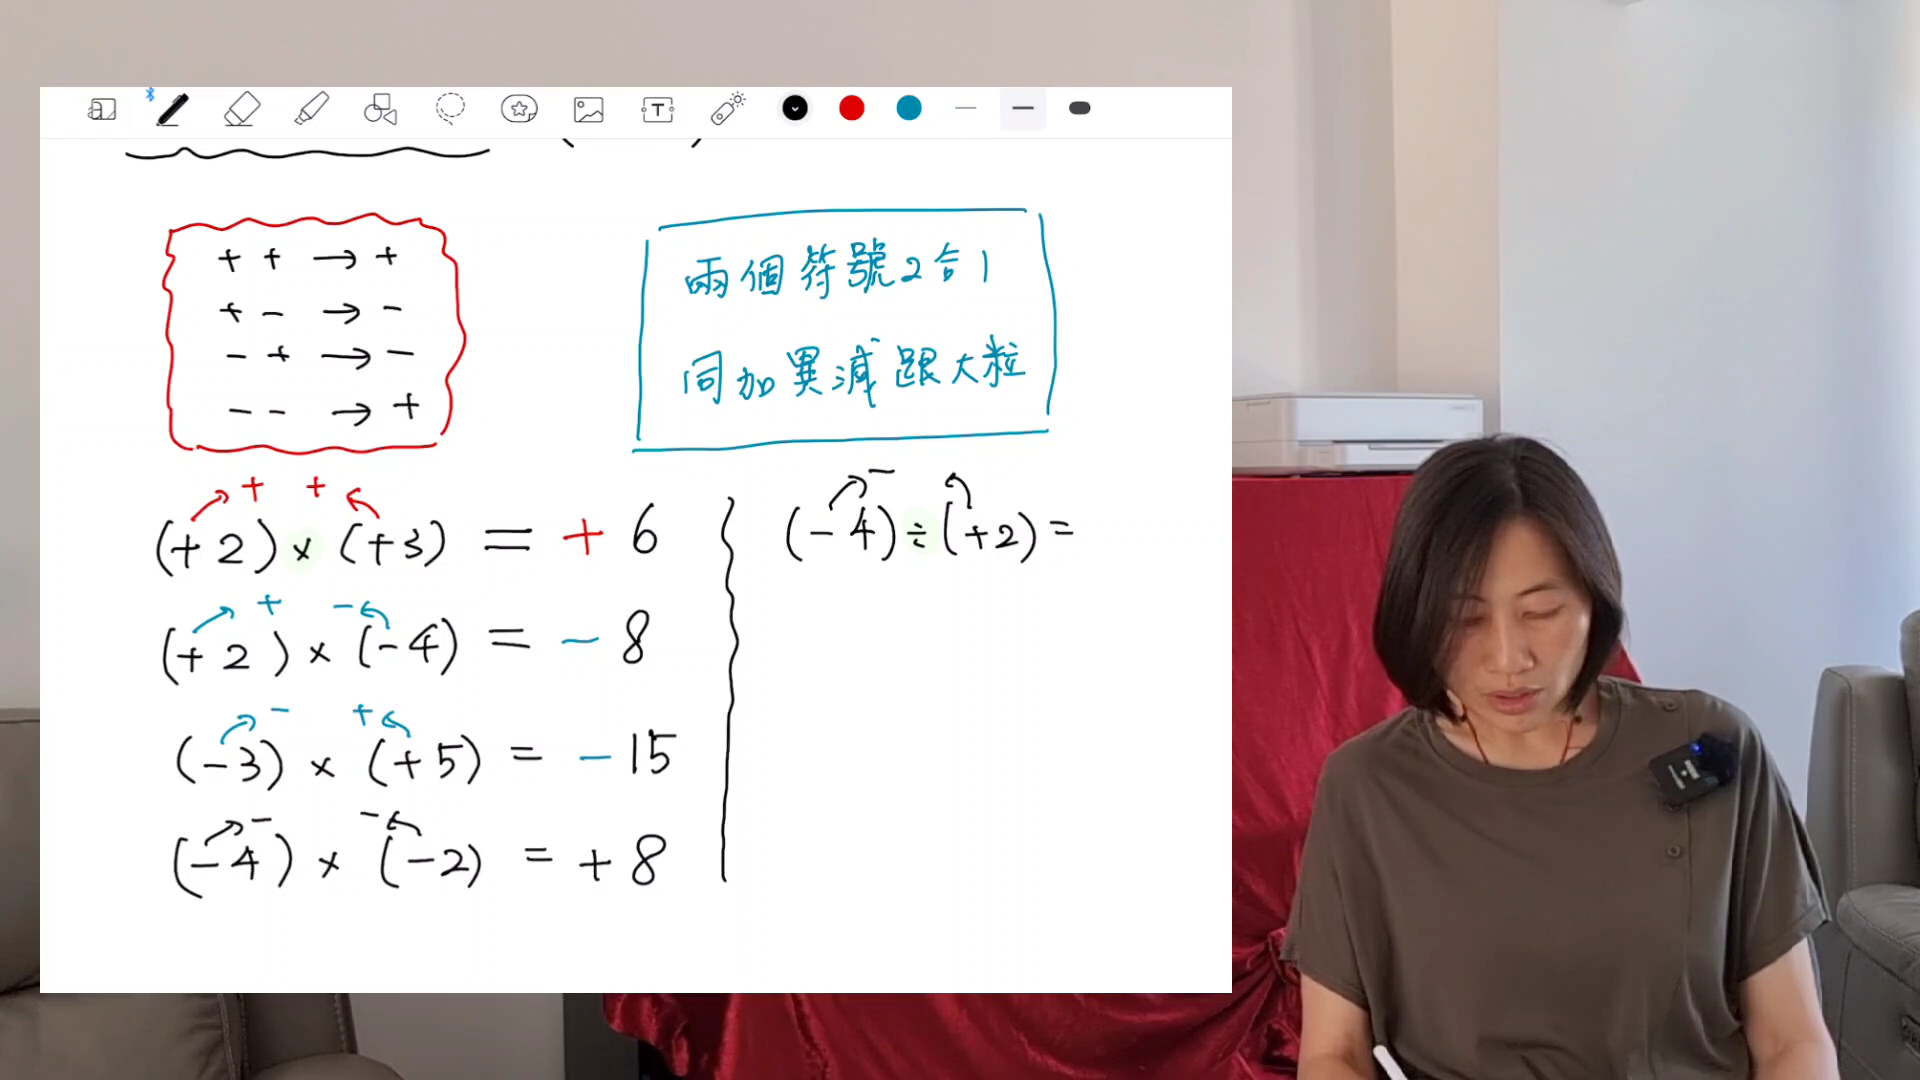 + + → +
+ - → -
- + → -
- - → +
兩個符號2合1
同加異減跟大粒
+ +
(+2) × (+3) = +6
+ -
(+2) × (-4) = -8
- +
(-3) × (+5) = -15
- -
(-4) × (-2) = +8
-
(-4) ÷ (+2) =
T